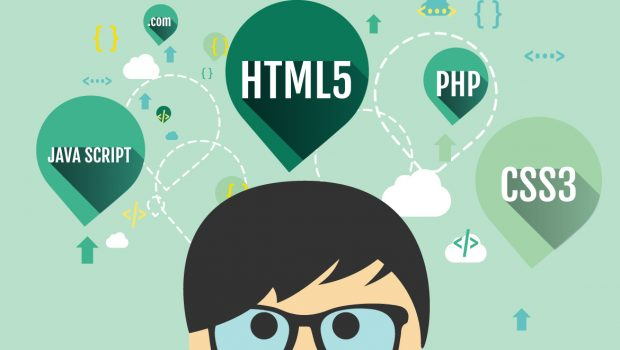 .com
HTML5
PHP
JAVA SCRIPT
CSS3
{ }
{ }
{ }
<···>
<···>
</>
</>
</>
{ }
{ }
{ }